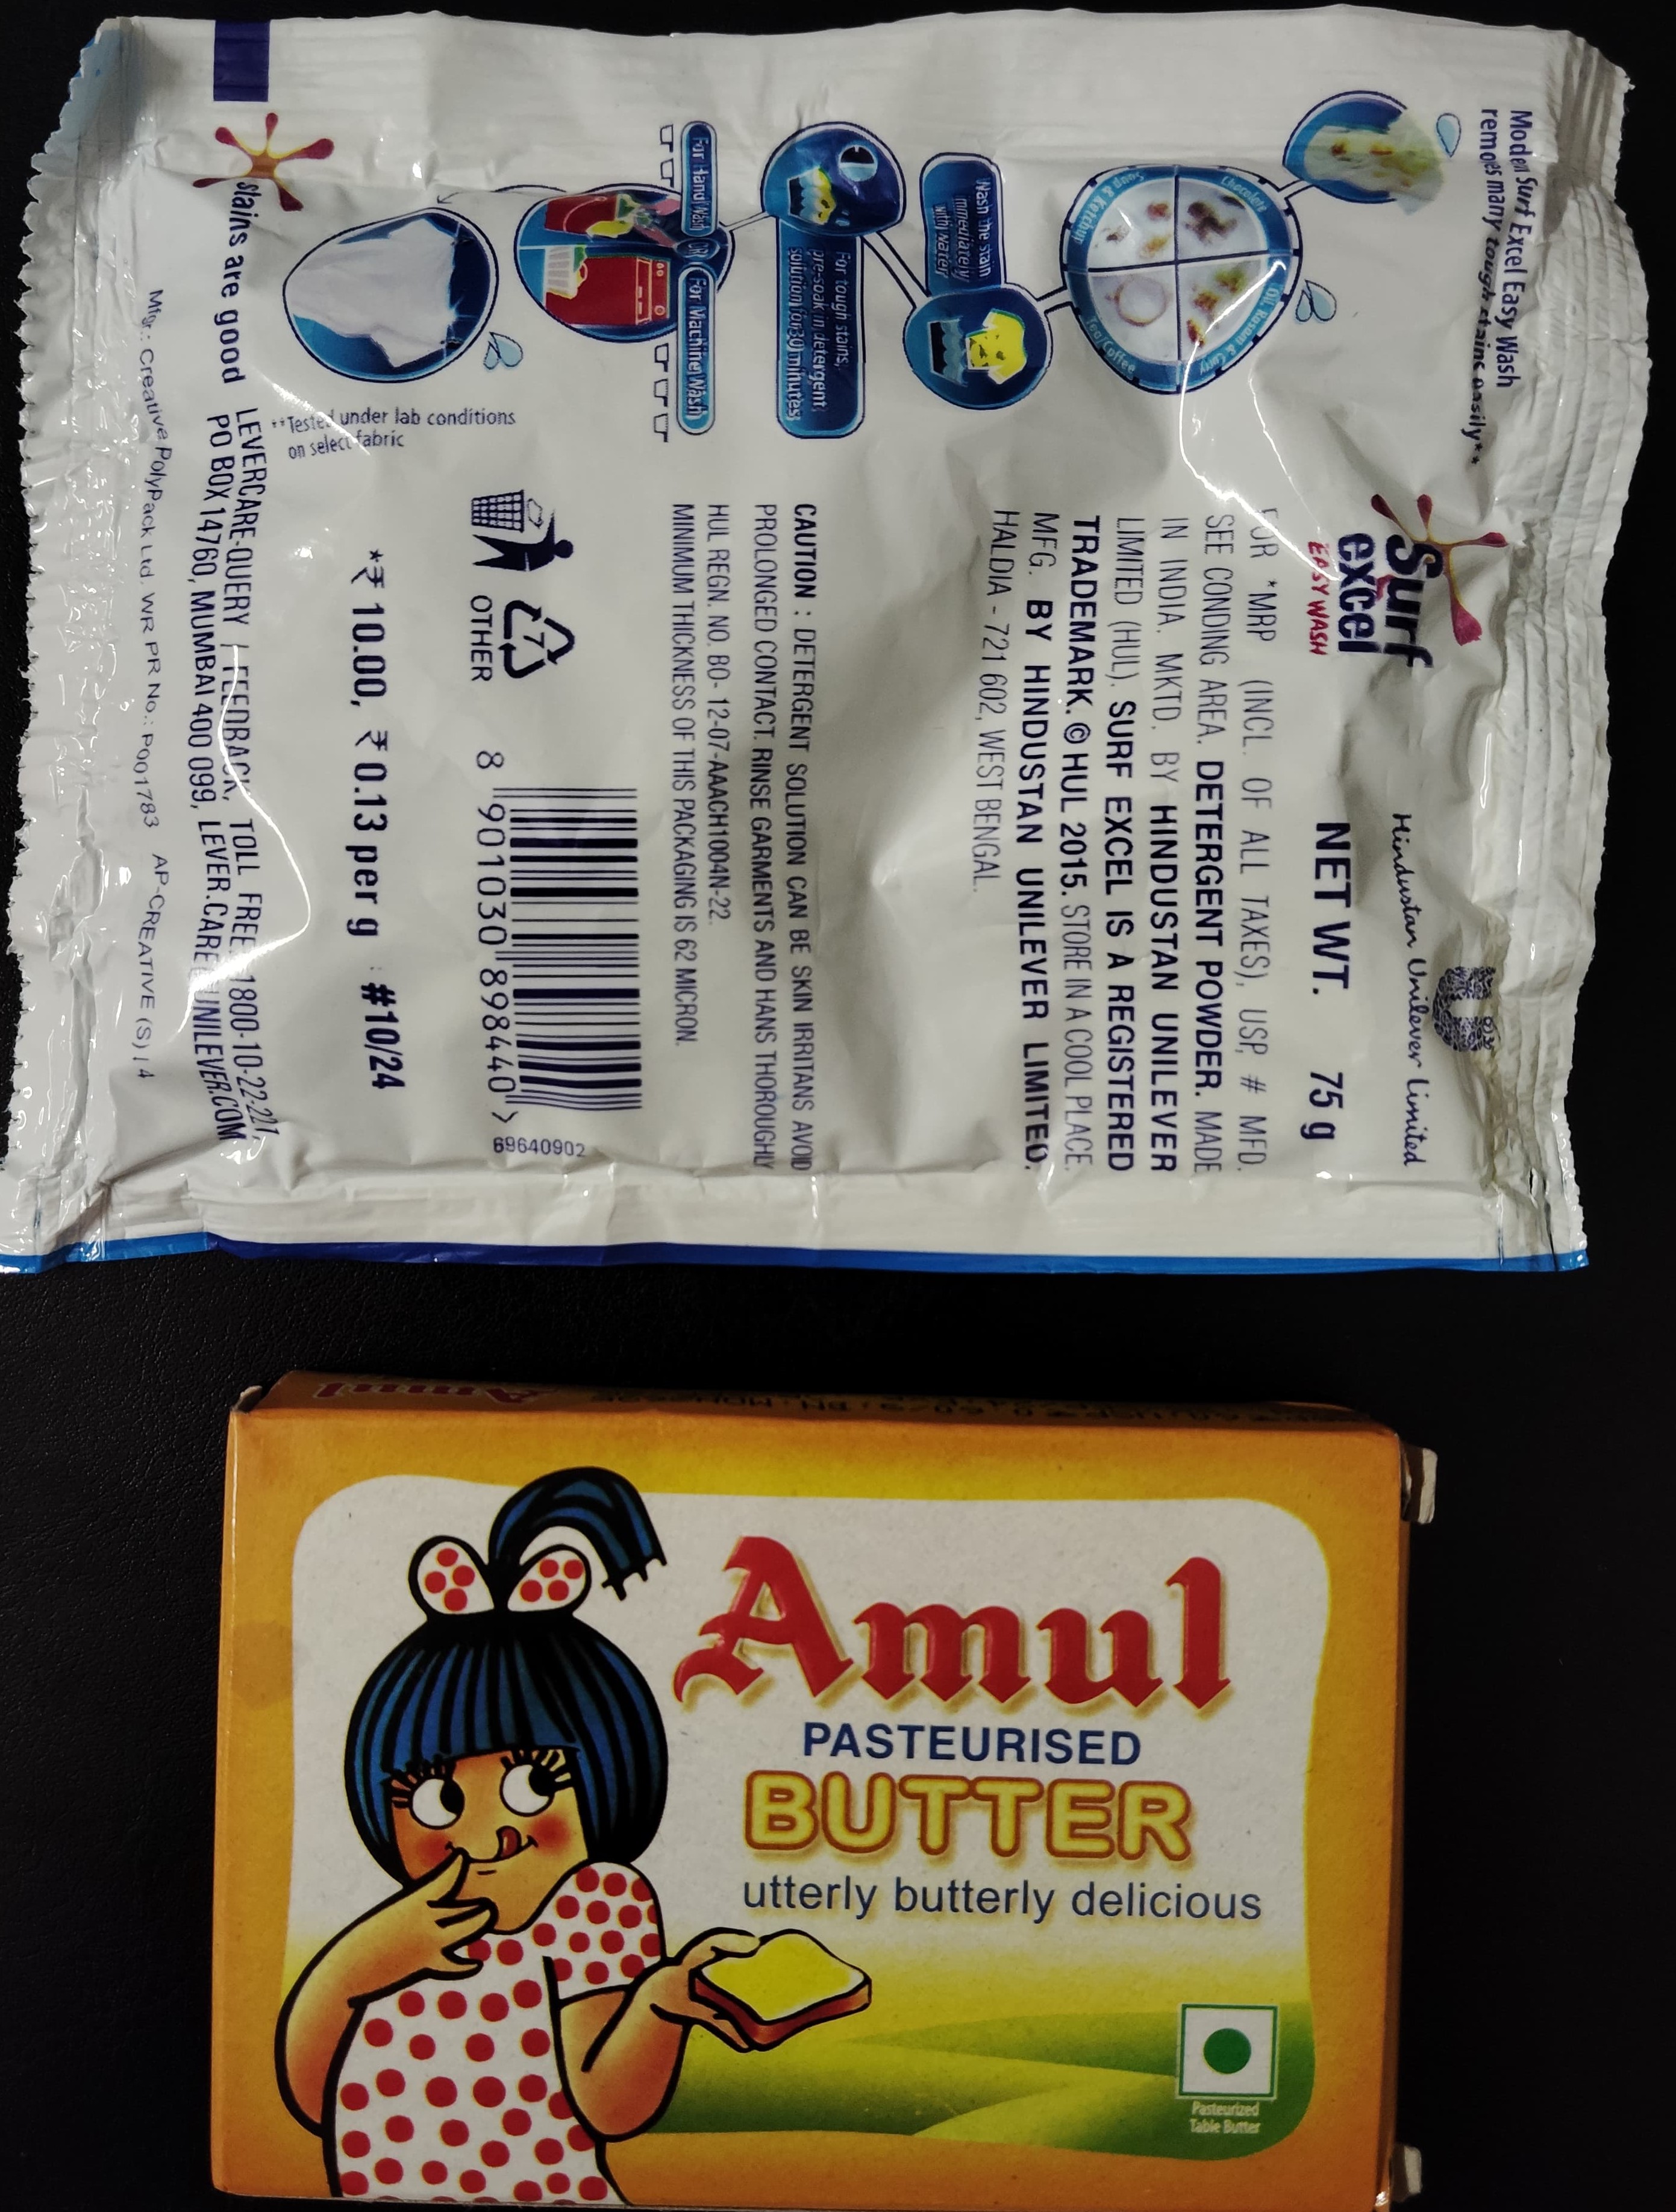 Modern Surf Excel Easy Wash
removes many tough stains easily**
Chocolate
Oil, Rasam & Curry
Tea/Coffee
Soup & Ketchup
Wash the stain
immediately
with water
For tough stains,
pre-soak in detergent
solution for 30 minutes
For Hand Wash
OR
For Machine Wash
**Tested under lab conditions
on select fabric
stains are good
Surf
excel
EASY WASH
Hindustan Unilever Limited
NET WT. 75 g
FOR *MRP (INCL. OF ALL TAXES), USP, # MFD.
SEE CONDING AREA. DETERGENT POWDER. MADE
IN INDIA. MKTD. BY HINDUSTAN UNILEVER
LIMITED (HUL). SURF EXCEL IS A REGISTERED
TRADEMARK. © HUL 2015. STORE IN A COOL PLACE.
MFG. BY HINDUSTAN UNILEVER LIMITED.
HALDIA - 721 602, WEST BENGAL.
CAUTION : DETERGENT SOLUTION CAN BE SKIN IRRITANS AVOID
PROLONGED CONTACT. RINSE GARMENTS AND HANS THOROUGHLY
HUL REGN. NO. BO- 12-07-AAACH1004N-22.
MINIMUM THICKNESS OF THIS PACKAGING IS 62 MICRON.
7
OTHER
8 901030 898440 >
69640902
*₹ 10.00, ₹ 0.13 per g : #10/24
LEVERCARE-QUERY / FEEDBACK, TOLL FREE 1800-10-22-221,
PO BOX 14760, MUMBAI 400 099, LEVER.CARE@UNILEVER.COM
Mfgr.: Creative PolyPack Ltd. WR PR No.: P001783 AP-CREATIVE (S) | 4
Amul
Amul
PASTEURISED
BUTTER
utterly butterly delicious
Pasteurized
Table Butter